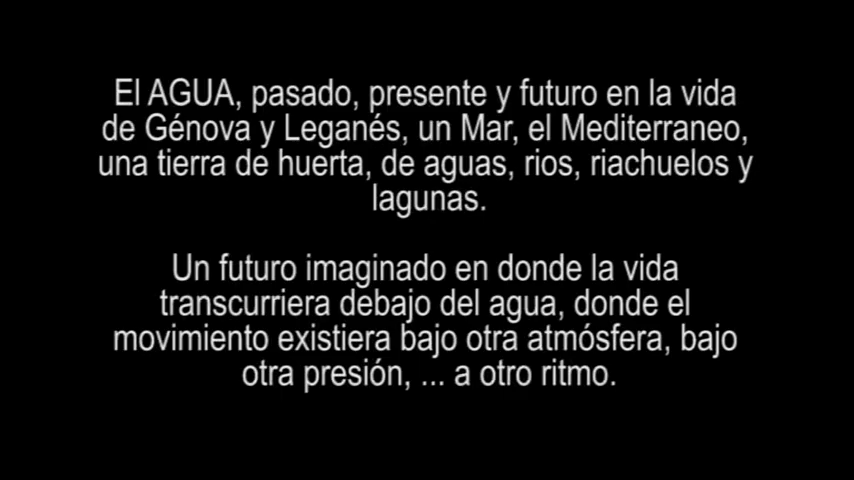 El AGUA, pasado, presente y futuro en la vida
de Génova y Leganés, un Mar, el Mediterraneo,
una tierra de huerta, de aguas, rios, riachuelos y
lagunas.
Un futuro imaginado en donde la vida
transcurriera debajo del agua, donde el
movimiento existiera bajo otra atmósfera, bajo
otra presión, ... a otro ritmo.